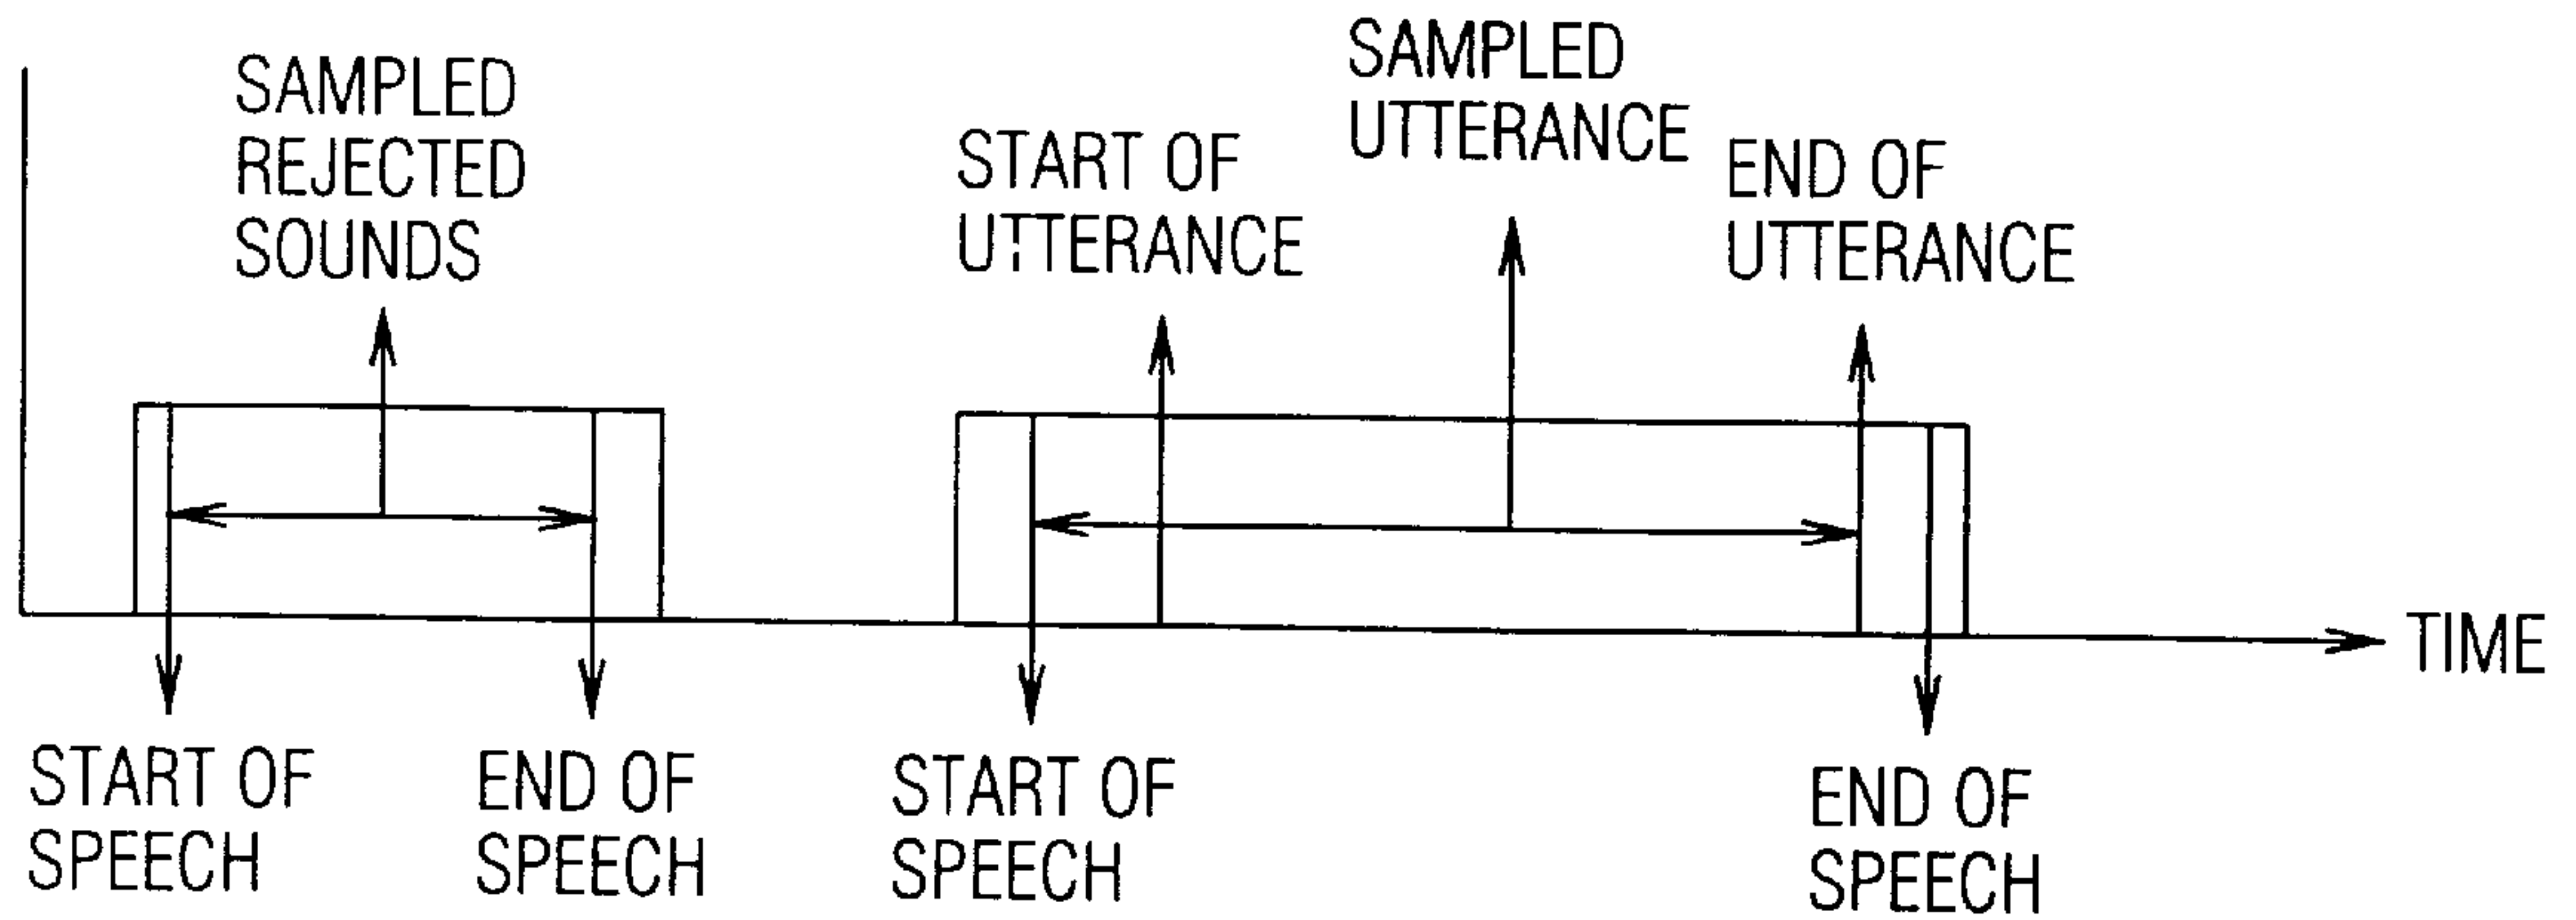 SAMPLED
REJECTED
SOUNDS
START OF
UTTERANCE
SAMPLED
UTTERANCE
END OF
UTTERANCE
TIME
START OF
SPEECH
END OF
SPEECH
START OF
SPEECH
END OF
SPEECH